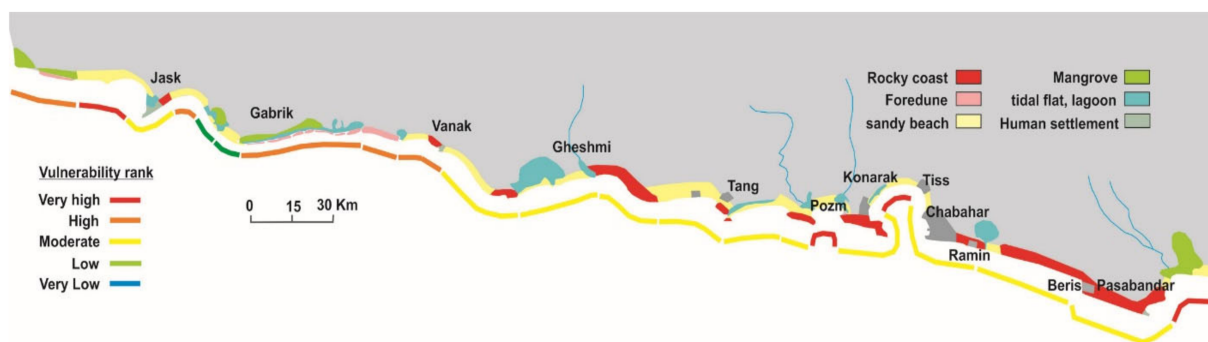 Jask
Gabrik
Vanak
Gheshmi
Tang
Pozm
Konarak
Tiss
Chabahar
Ramin
Beris Pasabandar
Rocky coast
Foredune
sandy beach
Mangrove
tidal flat, lagoon
Human settlement
Vulnerability rank
Very high
High
Moderate
Low
Very Low
0 15 30 Km